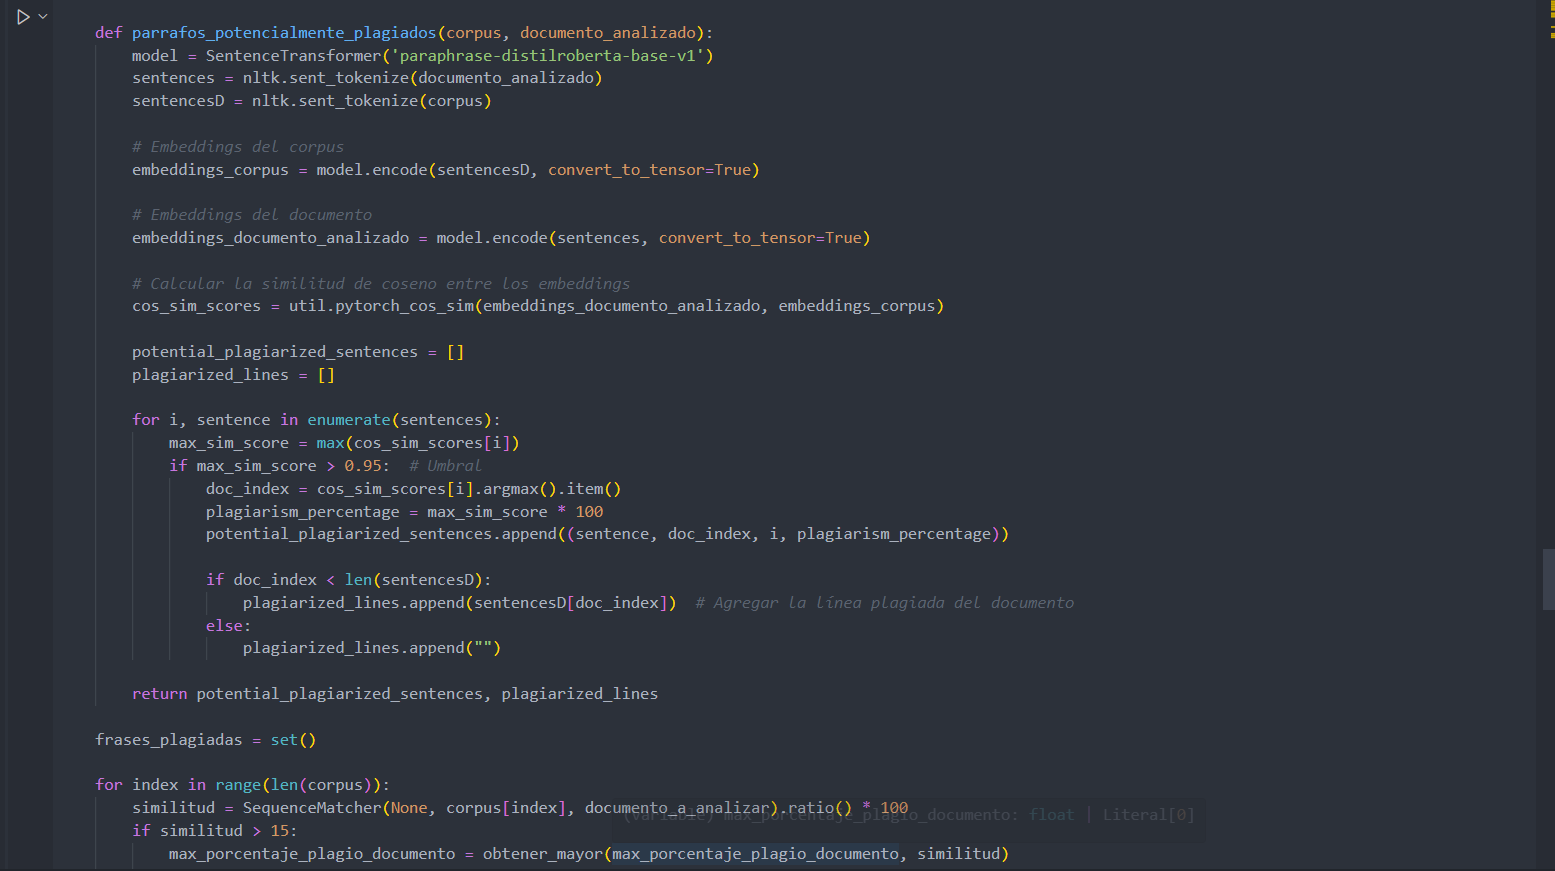 def parrafos_potencialmente_plagiados(corpus, documento_analizado):
    model = SentenceTransformer('paraphrase-distilroberta-base-v1')
    sentences = nltk.sent_tokenize(documento_analizado)
    sentencesD = nltk.sent_tokenize(corpus)

    # Embeddings del corpus
    embeddings_corpus = model.encode(sentencesD, convert_to_tensor=True)

    # Embeddings del documento
    embeddings_documento_analizado = model.encode(sentences, convert_to_tensor=True)

    # Calcular la similitud de coseno entre los embeddings
    cos_sim_scores = util.pytorch_cos_sim(embeddings_documento_analizado, embeddings_corpus)

    potential_plagiarized_sentences = []
    plagiarized_lines = []

    for i, sentence in enumerate(sentences):
        max_sim_score = max(cos_sim_scores[i])
        if max_sim_score > 0.95:  # Umbral
            doc_index = cos_sim_scores[i].argmax().item()
            plagiarism_percentage = max_sim_score * 100
            potential_plagiarized_sentences.append((sentence, doc_index, i, plagiarism_percentage))

            if doc_index < len(sentencesD):
                plagiarized_lines.append(sentencesD[doc_index])  # Agregar la línea plagiada del documento
            else:
                plagiarized_lines.append("")

    return potential_plagiarized_sentences, plagiarized_lines

frases_plagiadas = set()

for index in range(len(corpus)):
    similitud = SequenceMatcher(None, corpus[index], documento_a_analizar).ratio() * 100
(variable) max_porcentaje_plagio_documento: float | Literal[0]
    if similitud > 15:
        max_porcentaje_plagio_documento = obtener_mayor(max_porcentaje_plagio_documento, similitud)